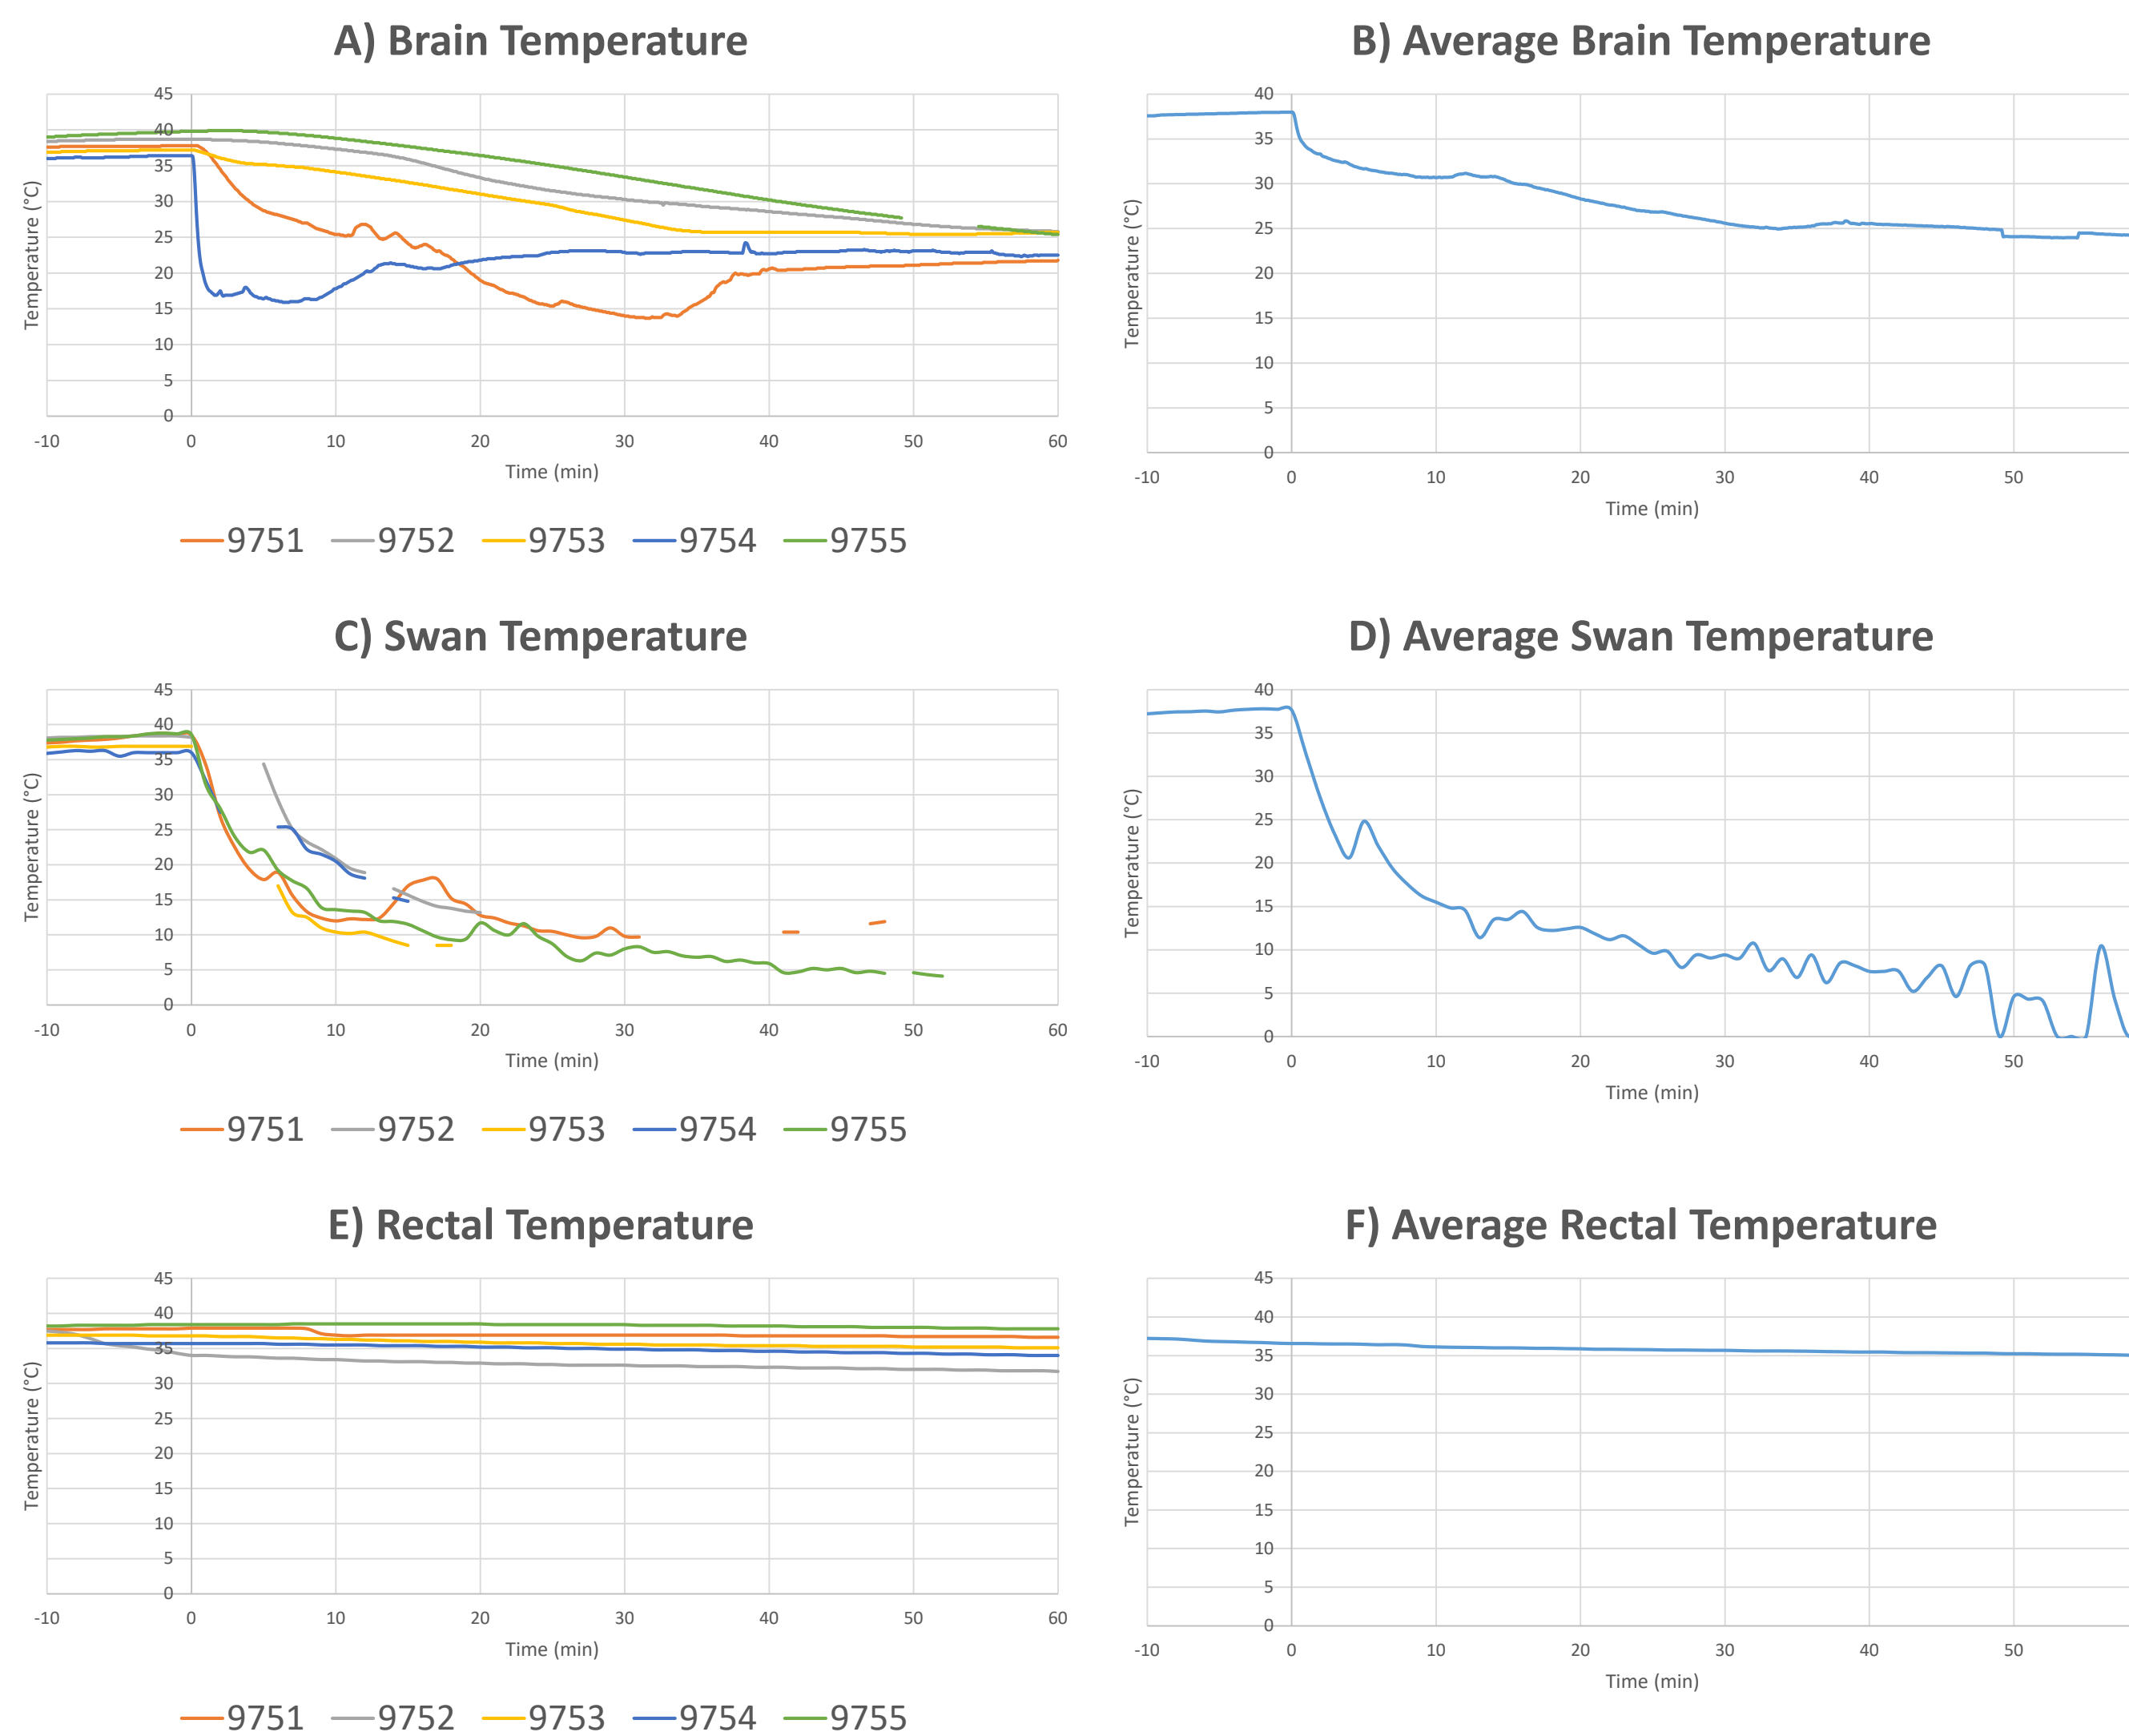 A) Brain Temperature
45
40
35
30
25
20
15
10
5
0
-10 0 10 20 30 40 50 60
Temperature (°C)
Time (min)
9751 9752 9753 9754 9755
B) Average Brain Temperature
40
35
30
25
20
15
10
5
0
-10 0 10 20 30 40 50
Temperature (°C)
Time (min)
C) Swan Temperature
45
40
35
30
25
20
15
10
5
0
-10 0 10 20 30 40 50 60
Temperature (°C)
Time (min)
9751 9752 9753 9754 9755
D) Average Swan Temperature
40
35
30
25
20
15
10
5
0
-10 0 10 20 30 40 50
Temperature (°C)
Time (min)
E) Rectal Temperature
45
40
35
30
25
20
15
10
5
0
-10 0 10 20 30 40 50 60
Temperature (°C)
Time (min)
9751 9752 9753 9754 9755
F) Average Rectal Temperature
45
40
35
30
25
20
15
10
5
0
-10 0 10 20 30 40 50
Temperature (°C)
Time (min)